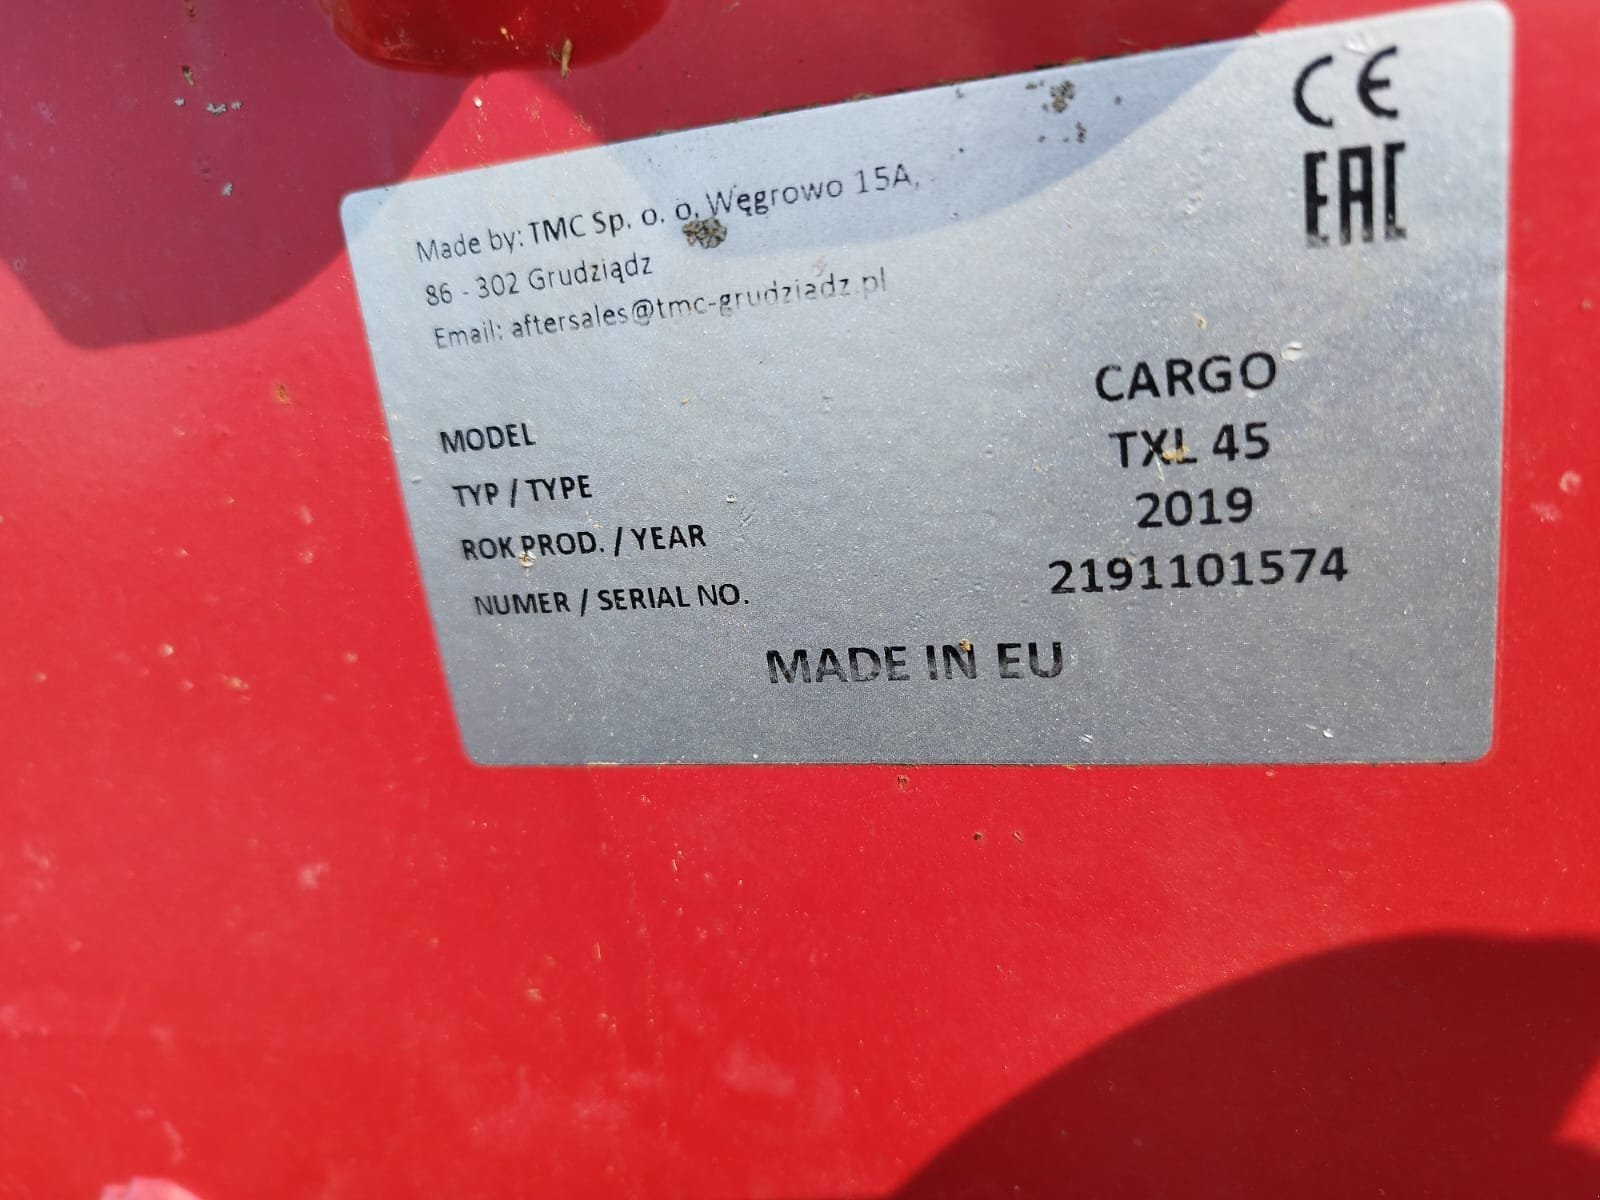 CE
EAC
Made by: TMC Sp. o. o. Węgrowo 15A,
86 - 302 Grudziądz
Email: aftersales@tmc-grudziadz.pl
MODEL CARGO
TYP / TYPE TXL 45
ROK PROD. / YEAR 2019
NUMER / SERIAL NO. 2191101574
MADE IN EU